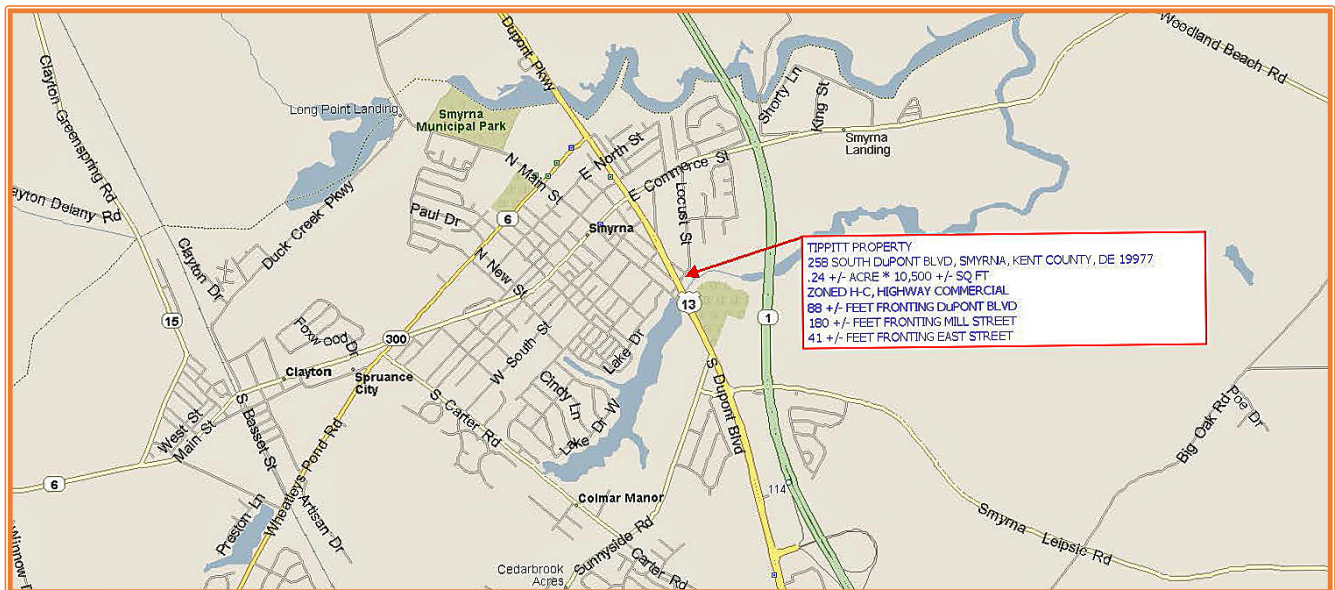 Dupont Pkwy
Woodland Beach Rd
Clayton Greenspring Rd
Long Point Landing
Smyrna
Municipal Park
Shorty Ln
King St
Smyrna
Landing
E North St
E Commerce St
N Main St
Locust St
ayton Delany Rd
Duck Creek Pkwy
Paul Dr
6
Smyrna
Clayton Dr
N New St
TIPPITT PROPERTY
258 SOUTH DuPONT BLVD, SMYRNA, KENT COUNTY, DE 19977
.24 +/- ACRE * 10,500 +/- SQ FT
ZONED H-C, HIGHWAY COMMERCIAL
88 +/- FEET FRONTING DuPONT BLVD
180 +/- FEET FRONTING MILL STREET
41 +/- FEET FRONTING EAST STREET
13
1
15
300
Foxwood Dr
W South St
Lake Dr
Clayton
Spruance
City
Cindy Ln
Lake Dr W
S Dupont Blvd
S Carter Rd
West St
Main St
S Basset St
Poe Dr
Big Oak Rd
6
Wheatleys Pond Rd
114
Colmar Manor
Preston Ln
Artisan Dr
Smyrna Leipsic Rd
Sunnyside Rd
Carter Rd
Cedarbrook
Acres